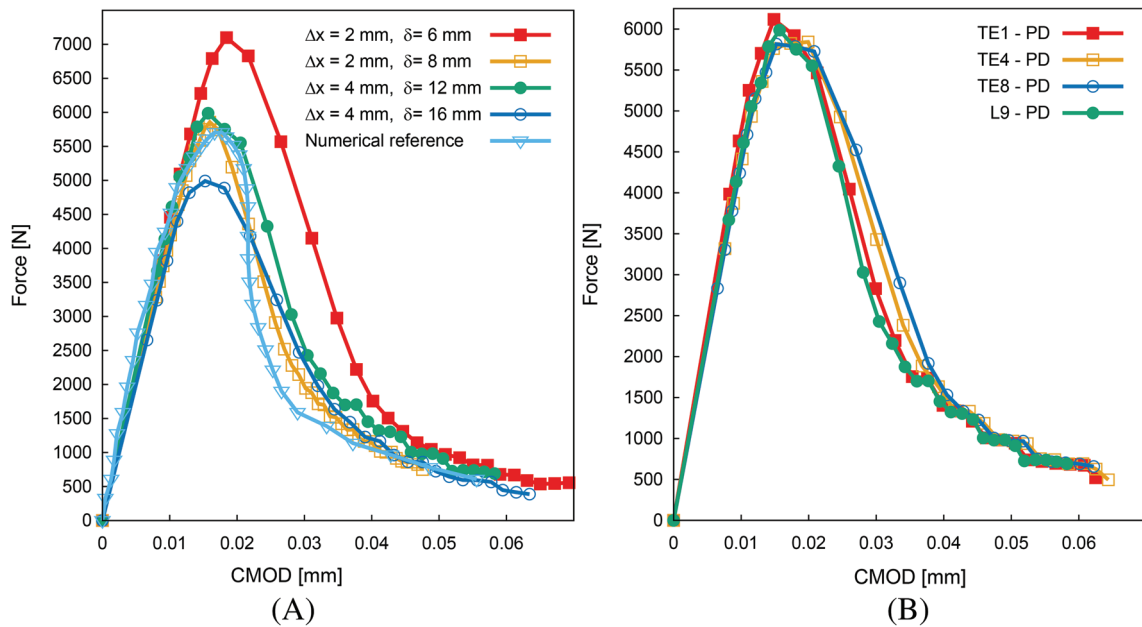 Δx = 2 mm, δ= 6 mm
Δx = 2 mm, δ= 8 mm
Δx = 4 mm, δ= 12 mm
Δx = 4 mm, δ= 16 mm
Numerical reference
7000
6500
6000
5500
5000
4500
4000
3500
3000
2500
2000
1500
1000
500
0
Force [N]
0 0.01 0.02 0.03 0.04 0.05 0.06
CMOD [mm]
(A)
TE1 - PD
TE4 - PD
TE8 - PD
L9 - PD
6000
5500
5000
4500
4000
3500
3000
2500
2000
1500
1000
500
0
Force [N]
0 0.01 0.02 0.03 0.04 0.05 0.06
CMOD [mm]
(B)